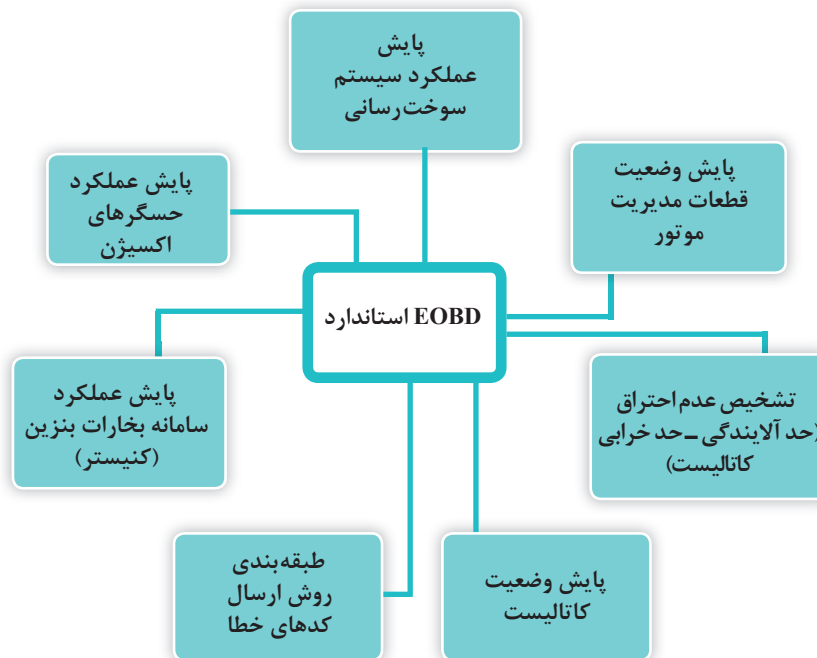 پایش
عملکرد سیستم
سوخت‌رسانی
پایش وضعیت
قطعات مدیریت
موتور
پایش عملکرد
حسگرهای
اکسیژن
استاندارد EOBD
تشخیص عدم احتراق
(حد آلایندگی ـ حد خرابی
کاتالیست)
پایش عملکرد
سامانه بخارات بنزین
(کنیستر)
پایش وضعیت
کاتالیست
طبقه‌بندی
روش ارسال
کدهای خطا